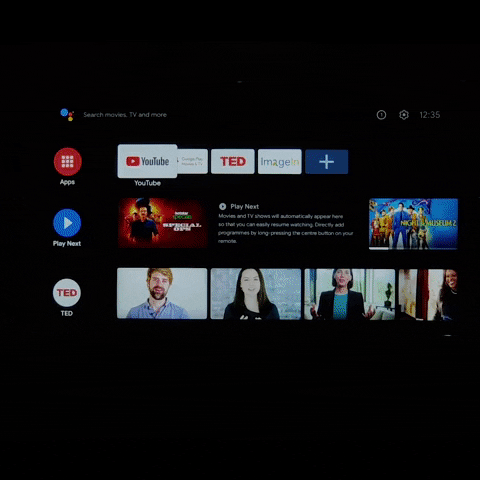 Search movies, TV and more
12:35
YouTube
Google Play
Movies & TV
TED
ImageIn
Apps
YouTube
Play Next
Movies and TV shows will automatically appear here
so that you can easily resume watching. Directly add
programmes by long-pressing the centre button on your
remote.
SPECIAL
OPS
NIGHT AT THE MUSEUM 2
Play Next
TED
TED